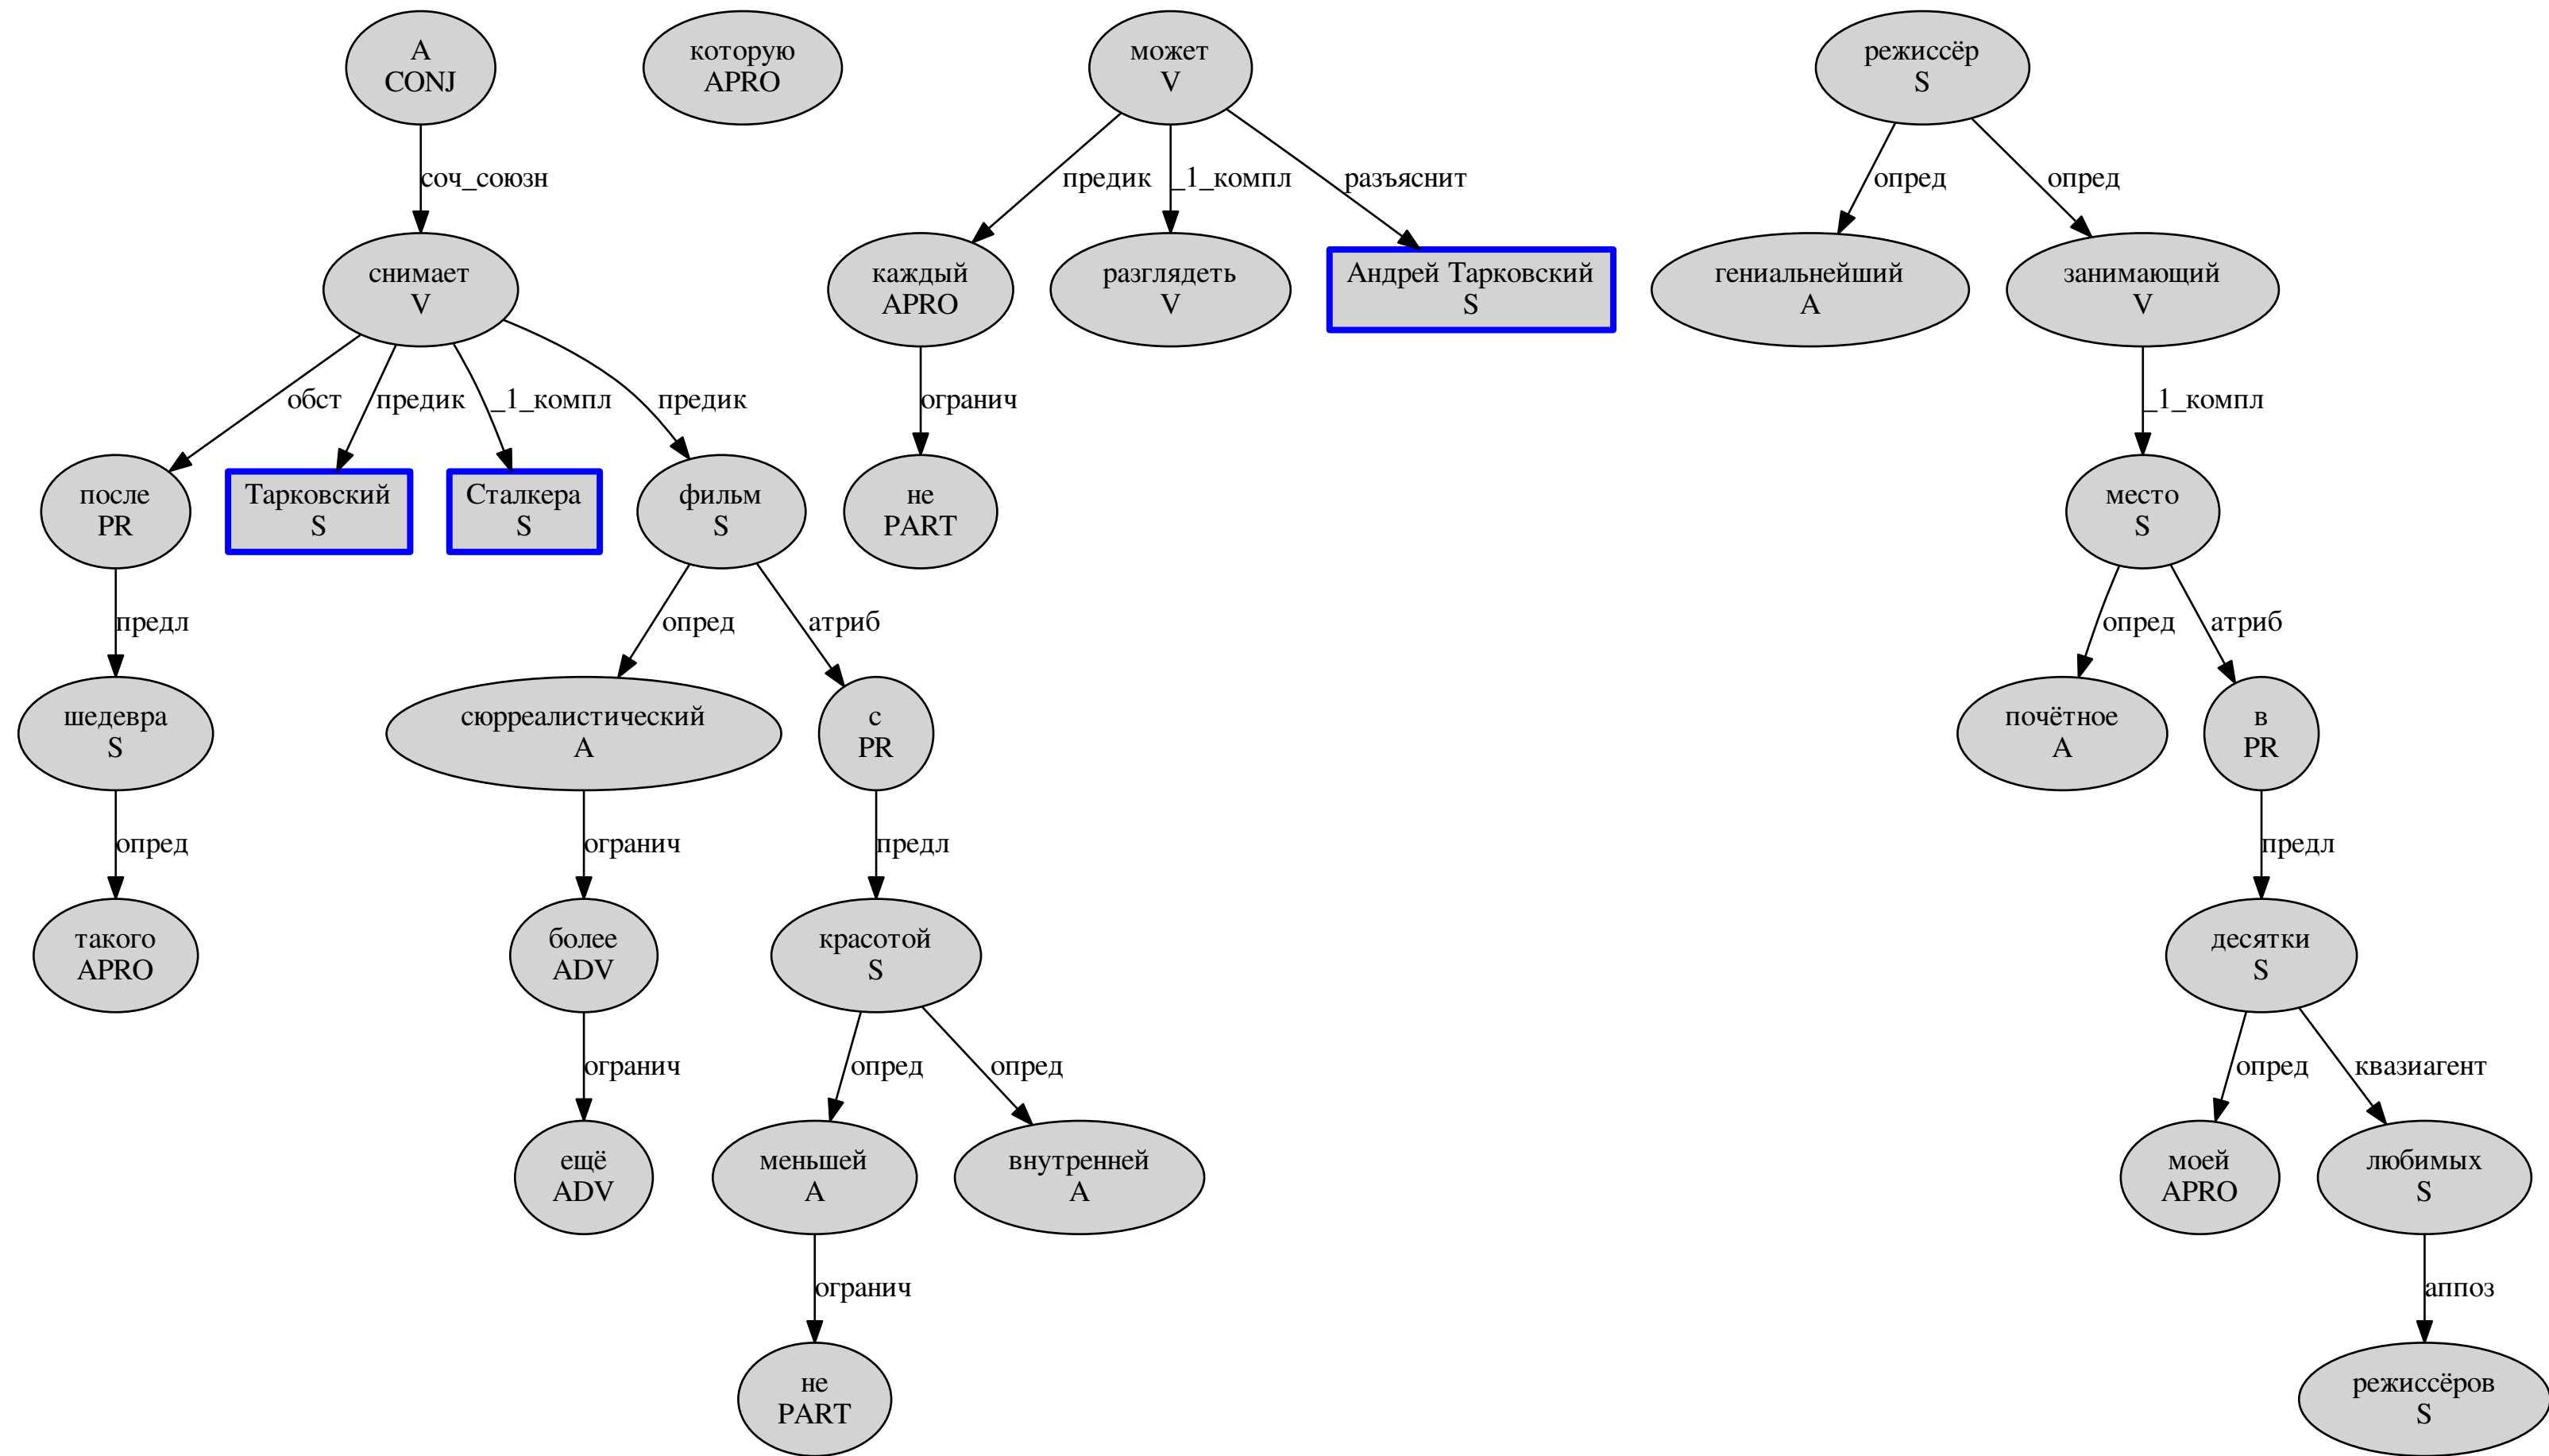 А
CONJ
которую
APRO
может
V
режиссёр
S
соч_союзн
предик
_1_компл
разъяснит
опред
опред
снимает
V
каждый
APRO
разглядеть
V
Андрей Тарковский
S
гениальнейший
A
занимающий
V
обст
предик
_1_компл
предик
огранич
_1_компл
после
PR
Тарковский
S
Сталкера
S
фильм
S
не
PART
место
S
предл
опред
атриб
опред
атриб
шедевра
S
сюрреалистический
A
с
PR
почётное
A
в
PR
опред
огранич
предл
предл
такого
APRO
более
ADV
красотой
S
десятки
S
огранич
опред
опред
опред
квазиагент
ещё
ADV
меньшей
A
внутренней
A
моей
APRO
любимых
S
огранич
аппоз
не
PART
режиссёров
S